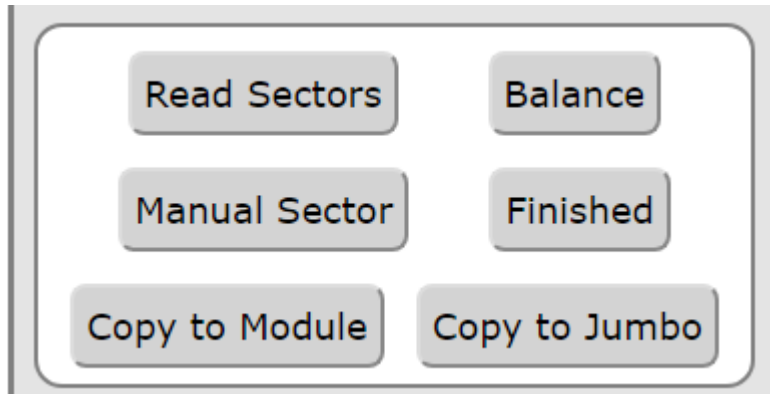 Read Sectors Balance
Manual Sector Finished
Copy to Module Copy to Jumbo